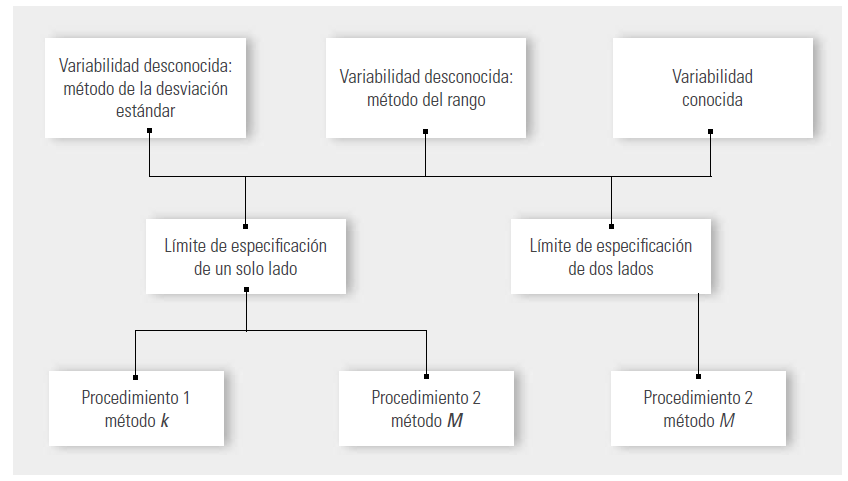 Variabilidad desconocida:
método de la desviación
estándar
Variabilidad desconocida:
método del rango
Variabilidad
conocida
Límite de especificación
de un solo lado
Límite de especificación
de dos lados
Procedimiento 1
método k
Procedimiento 2
método M
Procedimiento 2
método M